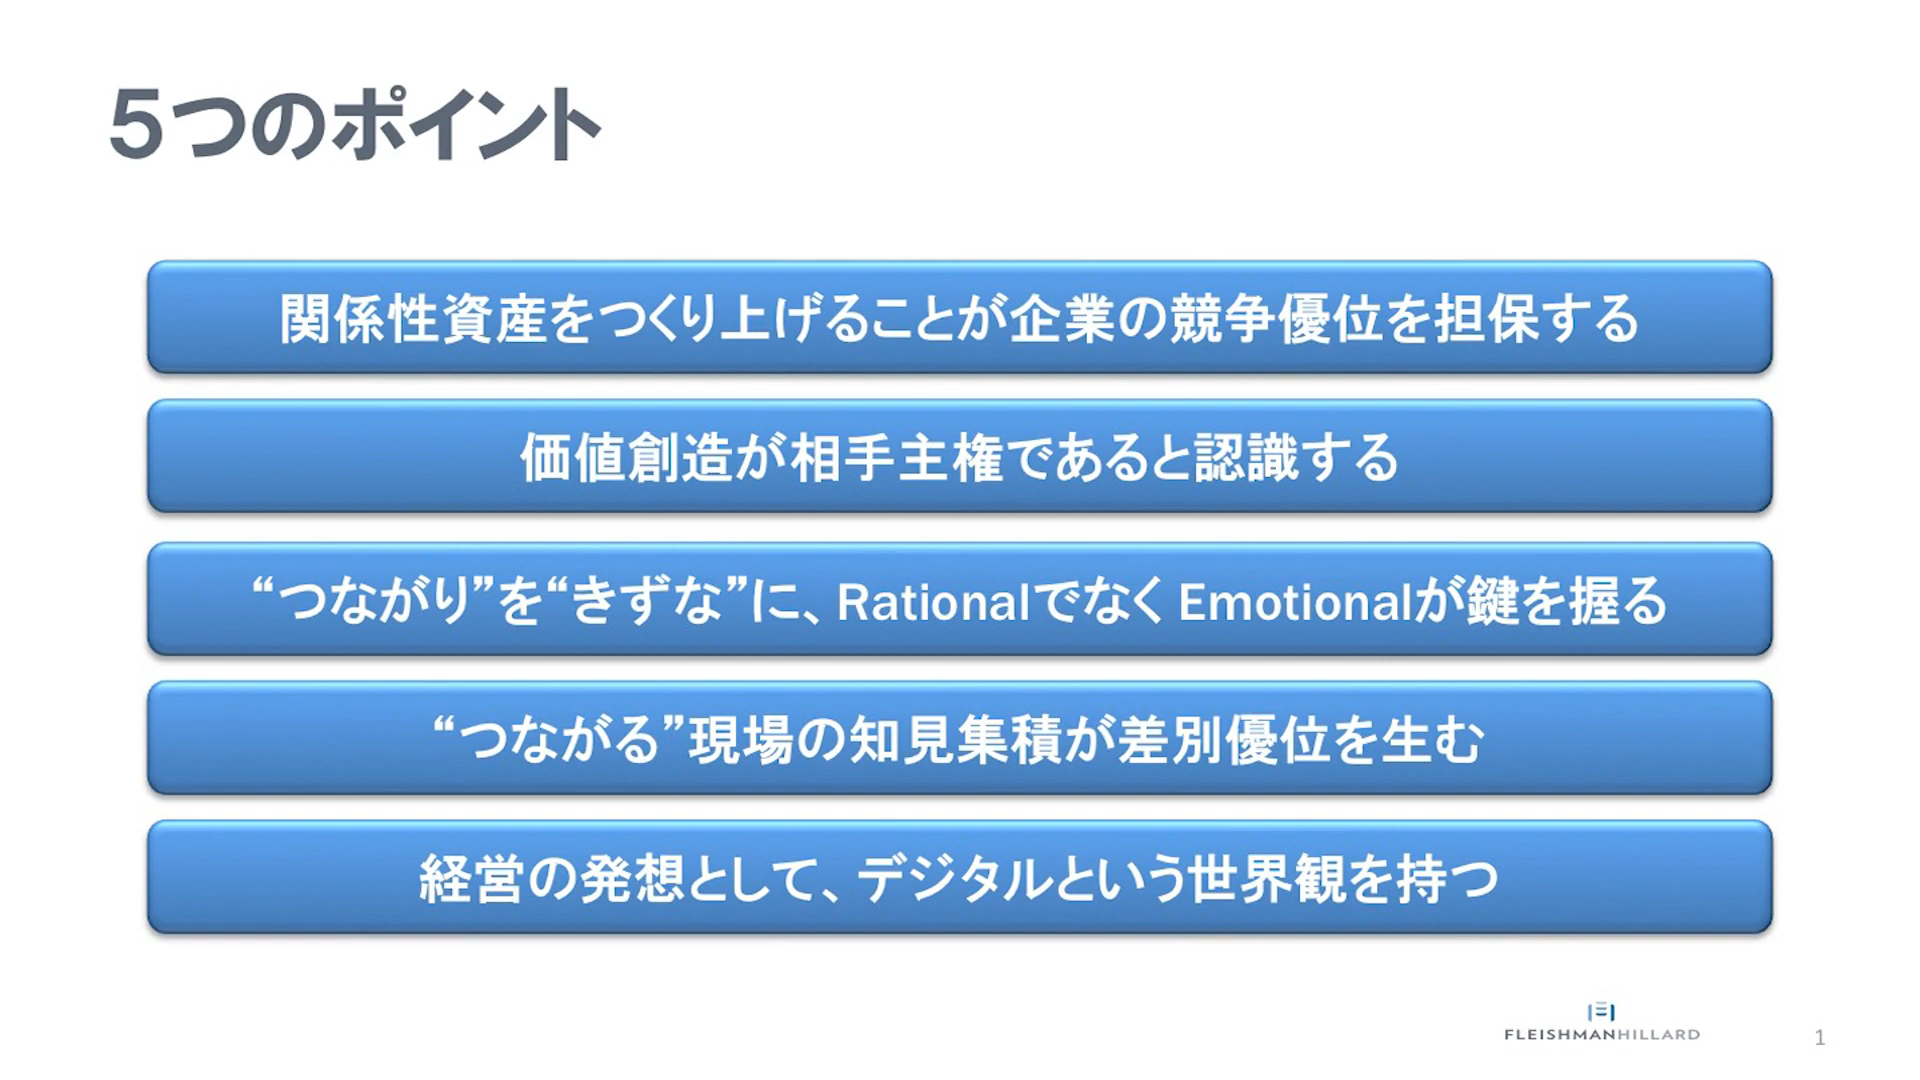 ５つのポイント
関係性資産をつくり上げることが企業の競争優位を担保する
価値創造が相手主権であると認識する
“つながり”を“きずな”に、RationalでなくEmotionalが鍵を握る
“つながる”現場の知見集積が差別優位を生む
経営の発想として、デジタルという世界観を持つ
FLEISHMANHILLARD
1